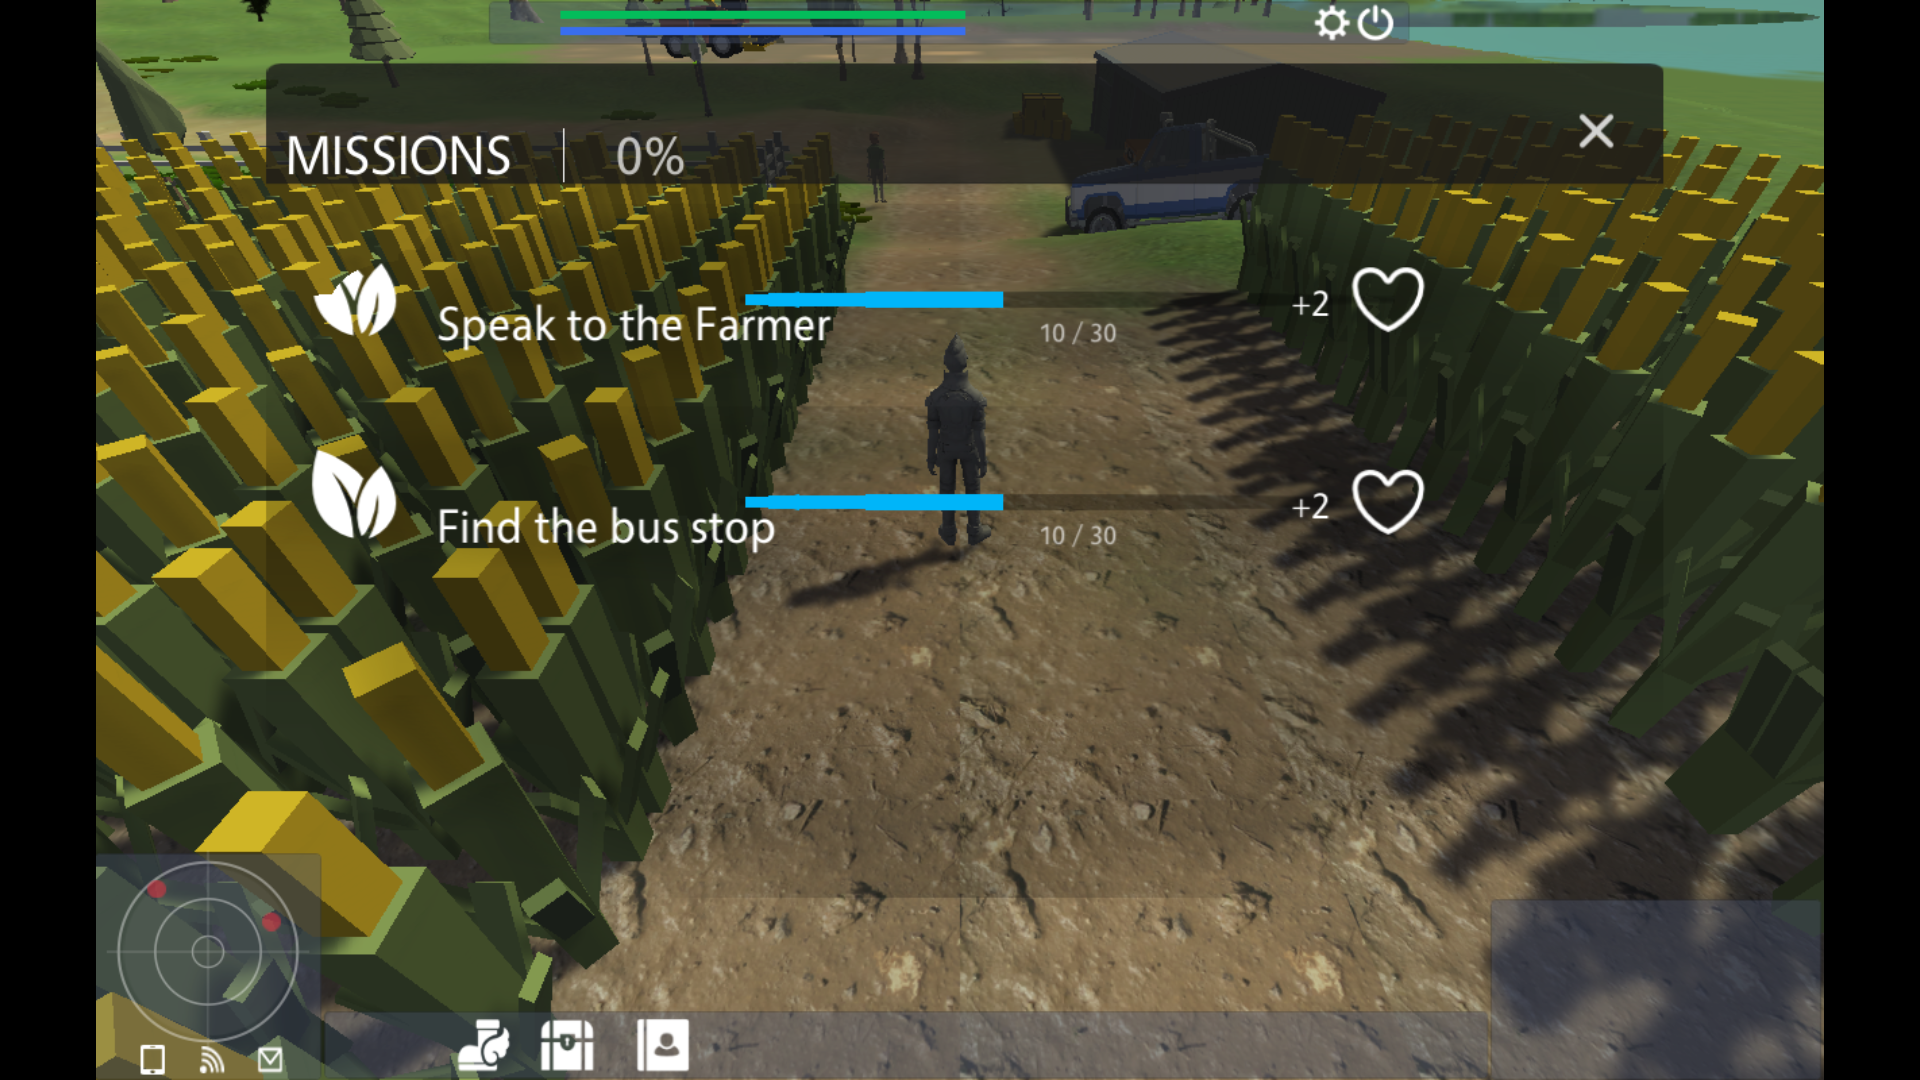 MISSIONS 0%
Speak to the Farmer
10 / 30
+2
Find the bus stop
10 / 30
+2